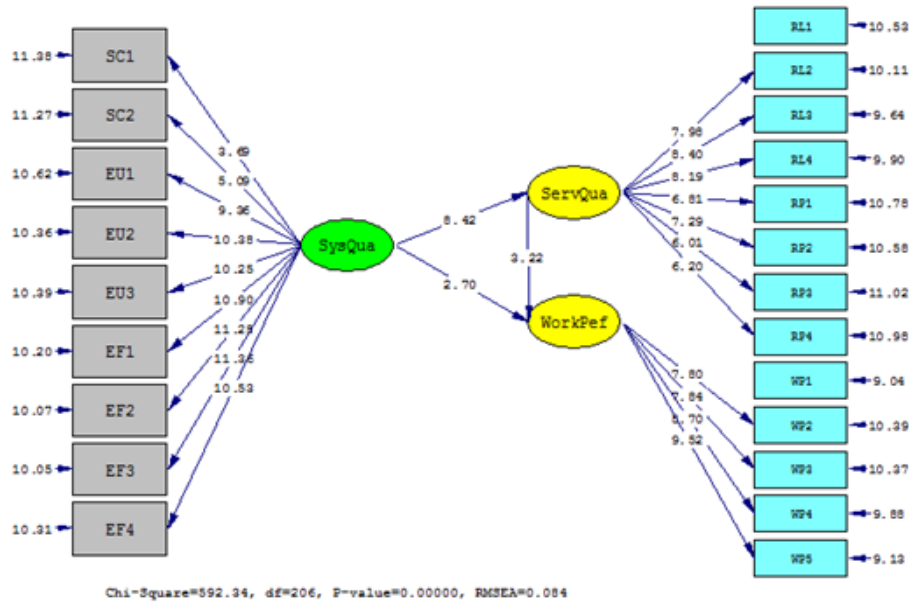 11.38 SC1
11.27 SC2
10.62 EU1
10.36 EU2
10.39 EU3
10.20 EF1
10.07 EF2
10.05 EF3
10.31 EF4
3.69
5.09
9.36
10.38
10.25
10.90
11.28
11.36
10.53
SysQua
8.42
2.70
ServQua
3.22
WorkPef
7.98
8.40
8.19
6.81
7.29
6.01
6.20
7.80
7.84
8.70
9.52
RL1 10.53
RL2 10.11
RL3 9.64
RL4 9.90
RP1 10.78
RP2 10.58
RP3 11.02
RP4 10.98
WP1 9.04
WP2 10.39
WP3 10.37
WP4 9.88
WP5 9.13
Chi-Square=592.34, df=206, P-value=0.00000, RMSEA=0.084